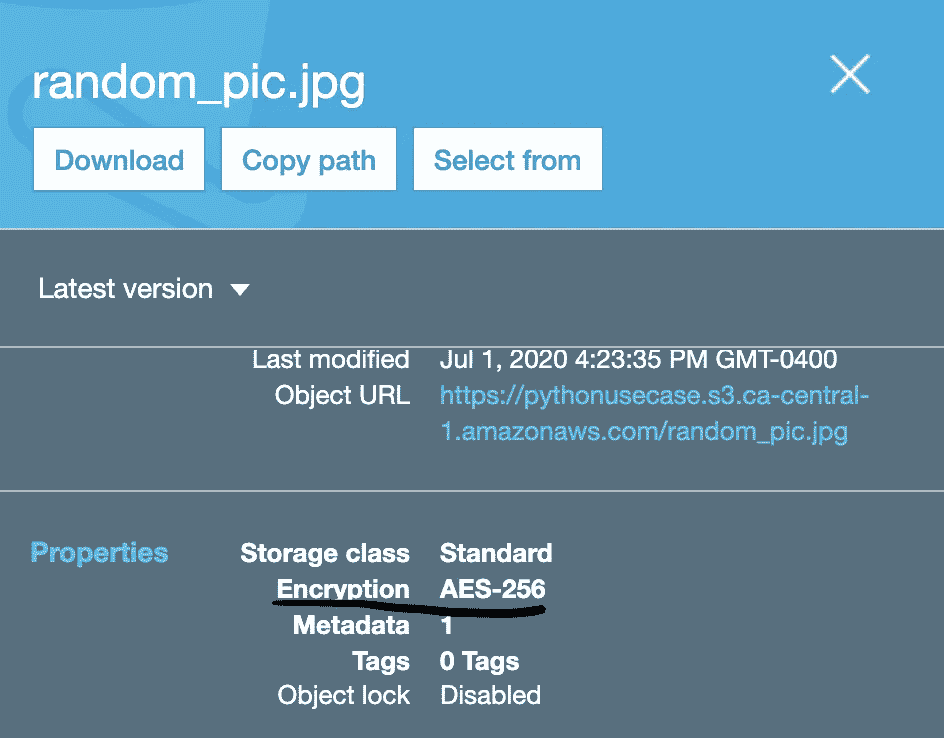 random_pic.jpg
Download Copy path Select from
Latest version
Last modified Jul 1, 2020 4:23:35 PM GMT-0400
Object URL https://pythonusecase.s3.ca-central-
1.amazonaws.com/random_pic.jpg
Properties Storage class Standard
Encryption AES-256
Metadata 1
Tags 0 Tags
Object lock Disabled